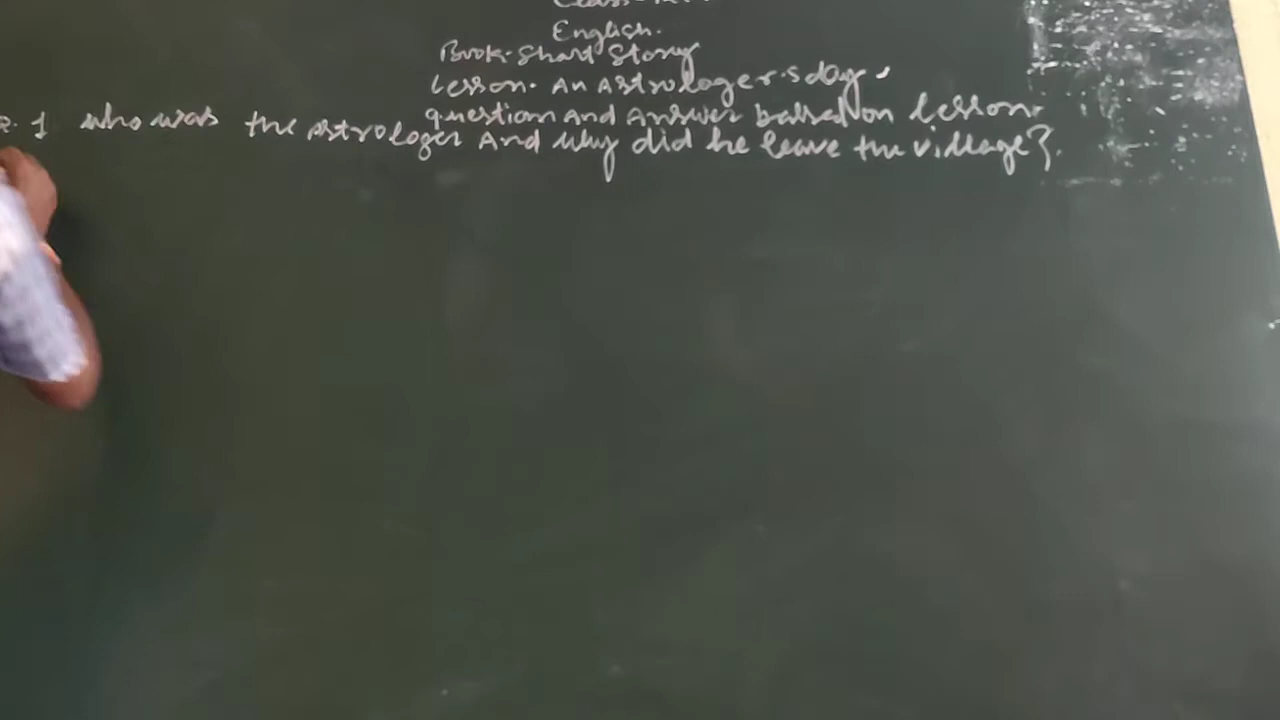 English.
Book. Short Story
Lesson. An Astrologer.s day.
question And Answer based on lesson.
1 who was the astrologer And why did he leave the village?